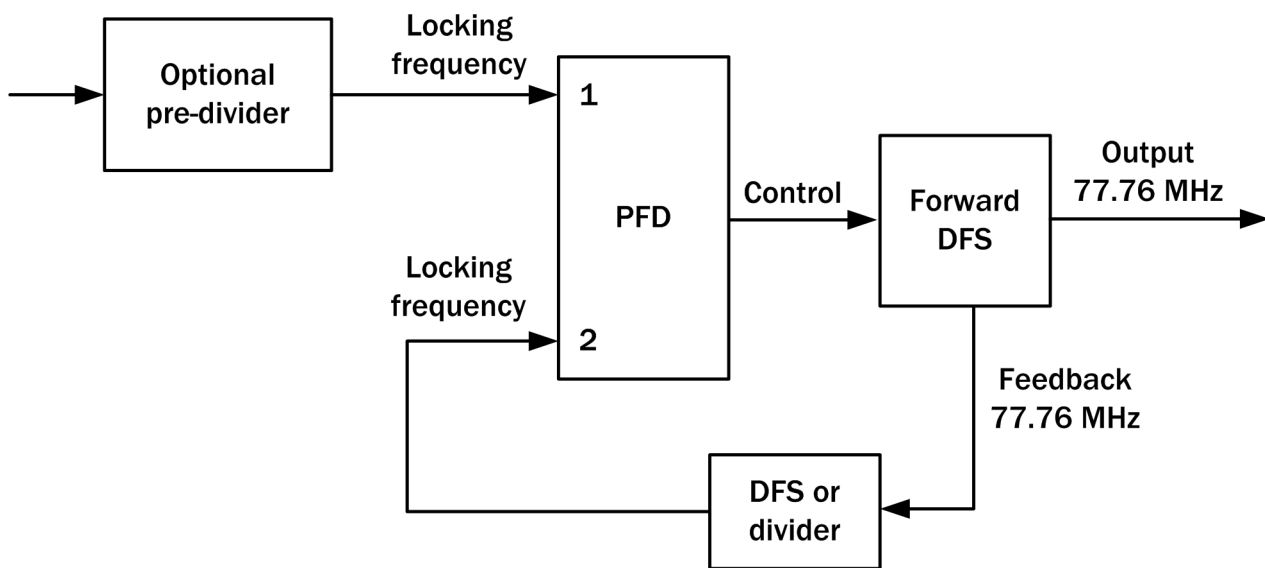 Optional
pre-divider
Locking
frequency
1
PFD
Control
Forward
DFS
Output
77.76 MHz
Locking
frequency
2
Feedback
77.76 MHz
DFS or
divider